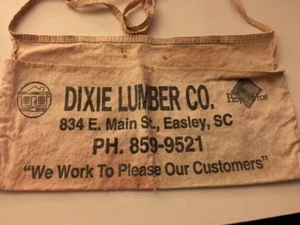 DIXIE LUMBER CO.
834 E. Main St., Easley, SC
PH. 859-9521
"We Work To Please Our Customers"